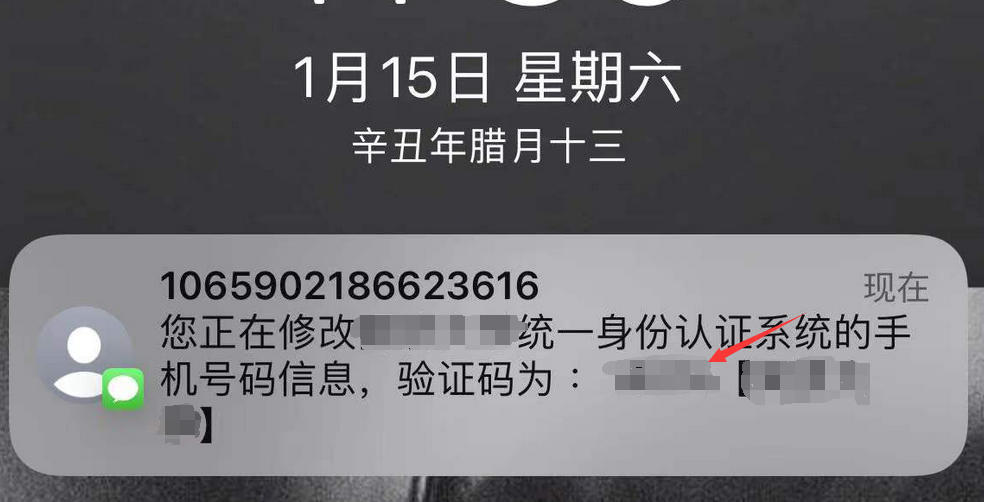 1月15日 星期六
辛丑年腊月十三
1065902186623616
现在
您正在修改统一身份认证系统的手
机号码信息，验证码为：【
】